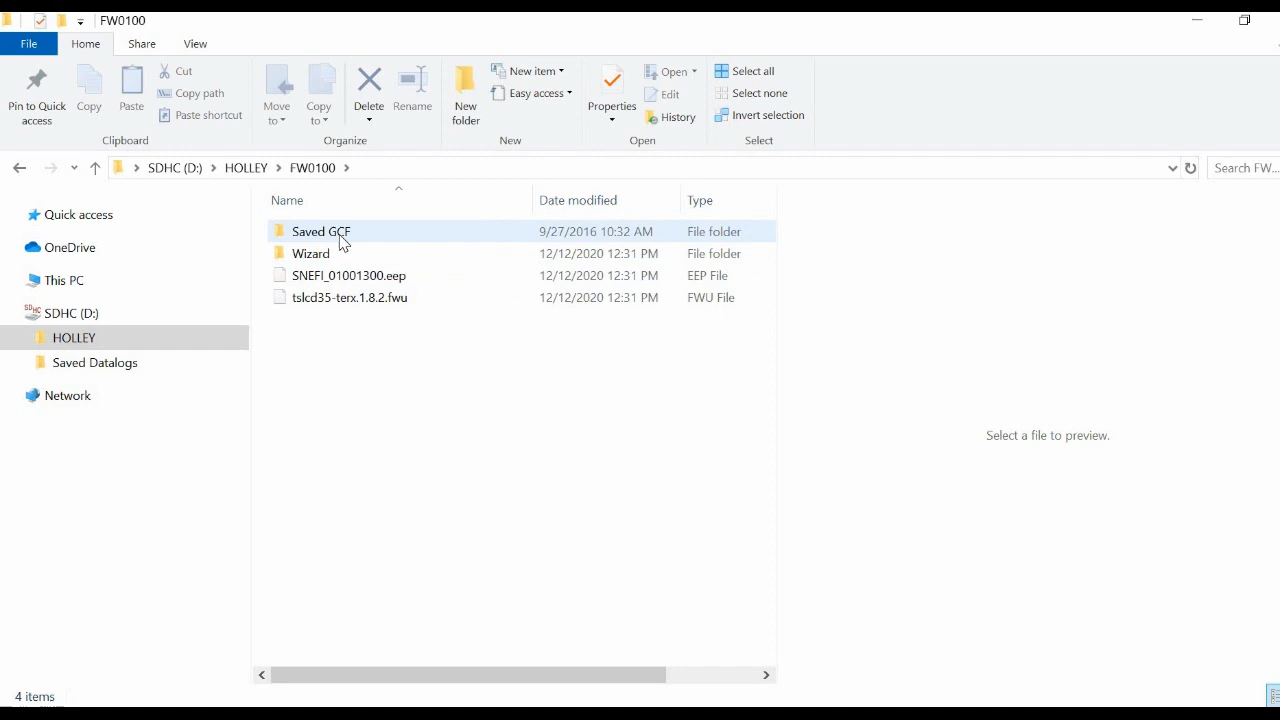 FW0100
File Home Share View
Pin to Quick access
Copy
Paste
Cut
Copy path
Paste shortcut
Clipboard
Move to
Copy to
Delete
Rename
Organize
New folder
New item
Easy access
New
Properties
Open
Edit
History
Open
Select all
Select none
Invert selection
Select
SDHC (D:) HOLLEY FW0100
Search FW...
Quick access
OneDrive
This PC
SDHC SDHC (D:)
HOLLEY
Saved Datalogs
Network
Name Date modified Type
Saved GCF 9/27/2016 10:32 AM File folder
Wizard 12/12/2020 12:31 PM File folder
SNEFI_01001300.eep 12/12/2020 12:31 PM EEP File
tslcd35-terx.1.8.2.fwu 12/12/2020 12:31 PM FWU File
Select a file to preview.
4 items